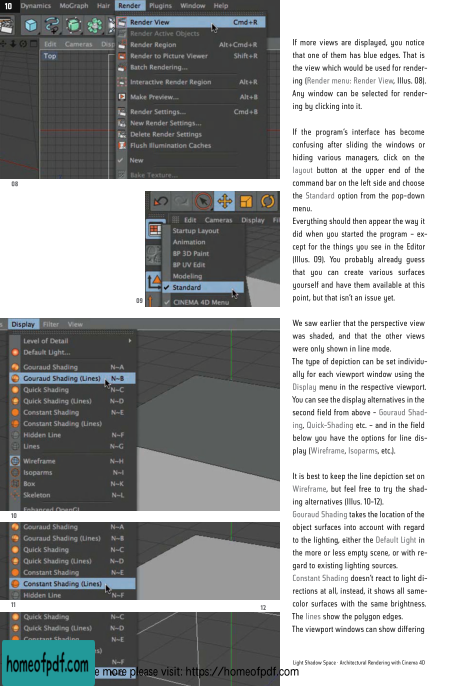 10
Dynamics MoGraph Hair Render Plugins Window Help
Render View Cmd+R
Render Active Objects
Render Region Alt+Cmd+R
Render to Picture Viewer Shift+R
Batch Rendering...
Interactive Render Region Alt+R
Make Preview... Alt+B
Render Settings... Cmd+B
New Render Settings...
Delete Render Settings
Flush Illumination Caches
New
Bake Texture...
Edit Cameras
Top
08
Edit Cameras Display
Startup Layout
Animation
BP 3D Paint
BP UV Edit
Modeling
Standard
CINEMA 4D Menu
09
Display Filter View
Level of Detail
Default Light...
Gouraud Shading N~A
Gouraud Shading (Lines) N~B
Quick Shading N~C
Quick Shading (Lines) N~D
Constant Shading N~E
Constant Shading (Lines)
Hidden Line N~F
Lines N~G
Wireframe N~H
Isoparms N~I
Box N~K
Skeleton N~L
Enhanced OpenGL
10
Gouraud Shading N~A
Gouraud Shading (Lines) N~B
Quick Shading N~C
Quick Shading (Lines) N~D
Constant Shading N~E
Constant Shading (Lines)
Hidden Line N~F
11
12
Quick Shading N~C
Quick Shading (Lines) N~D
N~E
N~F
If more views are displayed, you notice
that one of them has blue edges. That is
the view which would be used for render-
ing (Render menu: Render View, Illus. 08).
Any window can be selected for render-
ing by clicking into it.
If the program's interface has become
confusing after sliding the windows or
hiding various managers, click on the
layout button at the upper end of the
command bar on the left side and choose
the Standard option from the pop-down
menu.
Everything should then appear the way it
did when you started the program – ex-
cept for the things you see in the Editor
(Illus. 09). You probably already guess
that you can create various surfaces
yourself and have them available at this
point, but that isn't an issue yet.
We saw earlier that the perspective view
was shaded, and that the other views
were only shown in line mode.
The type of depiction can be set individu-
ally for each viewport window using the
Display menu in the respective viewport.
You can see the display alternatives in the
second field from above – Gouraud Shad-
ing, Quick-Shading etc. – and in the field
below you have the options for line dis-
play (Wireframe, Isoparms, etc.).
It is best to keep the line depiction set on
Wireframe, but feel free to try the shad-
ing alternatives (Illus. 10-12).
Gouraud Shading takes the location of the
object surfaces into account with regard
to the lighting, either the Default Light in
the more or less empty scene, or with re-
gard to existing lighting sources.
Constant Shading doesn't react to light di-
rections at all, instead, it shows all same-
color surfaces with the same brightness.
The lines show the polygon edges.
The viewport windows can show differing
Light Shadow Space · Architectural Rendering with Cinema 4D
homeofpdf.com
more please visit: https://homeofpdf.com